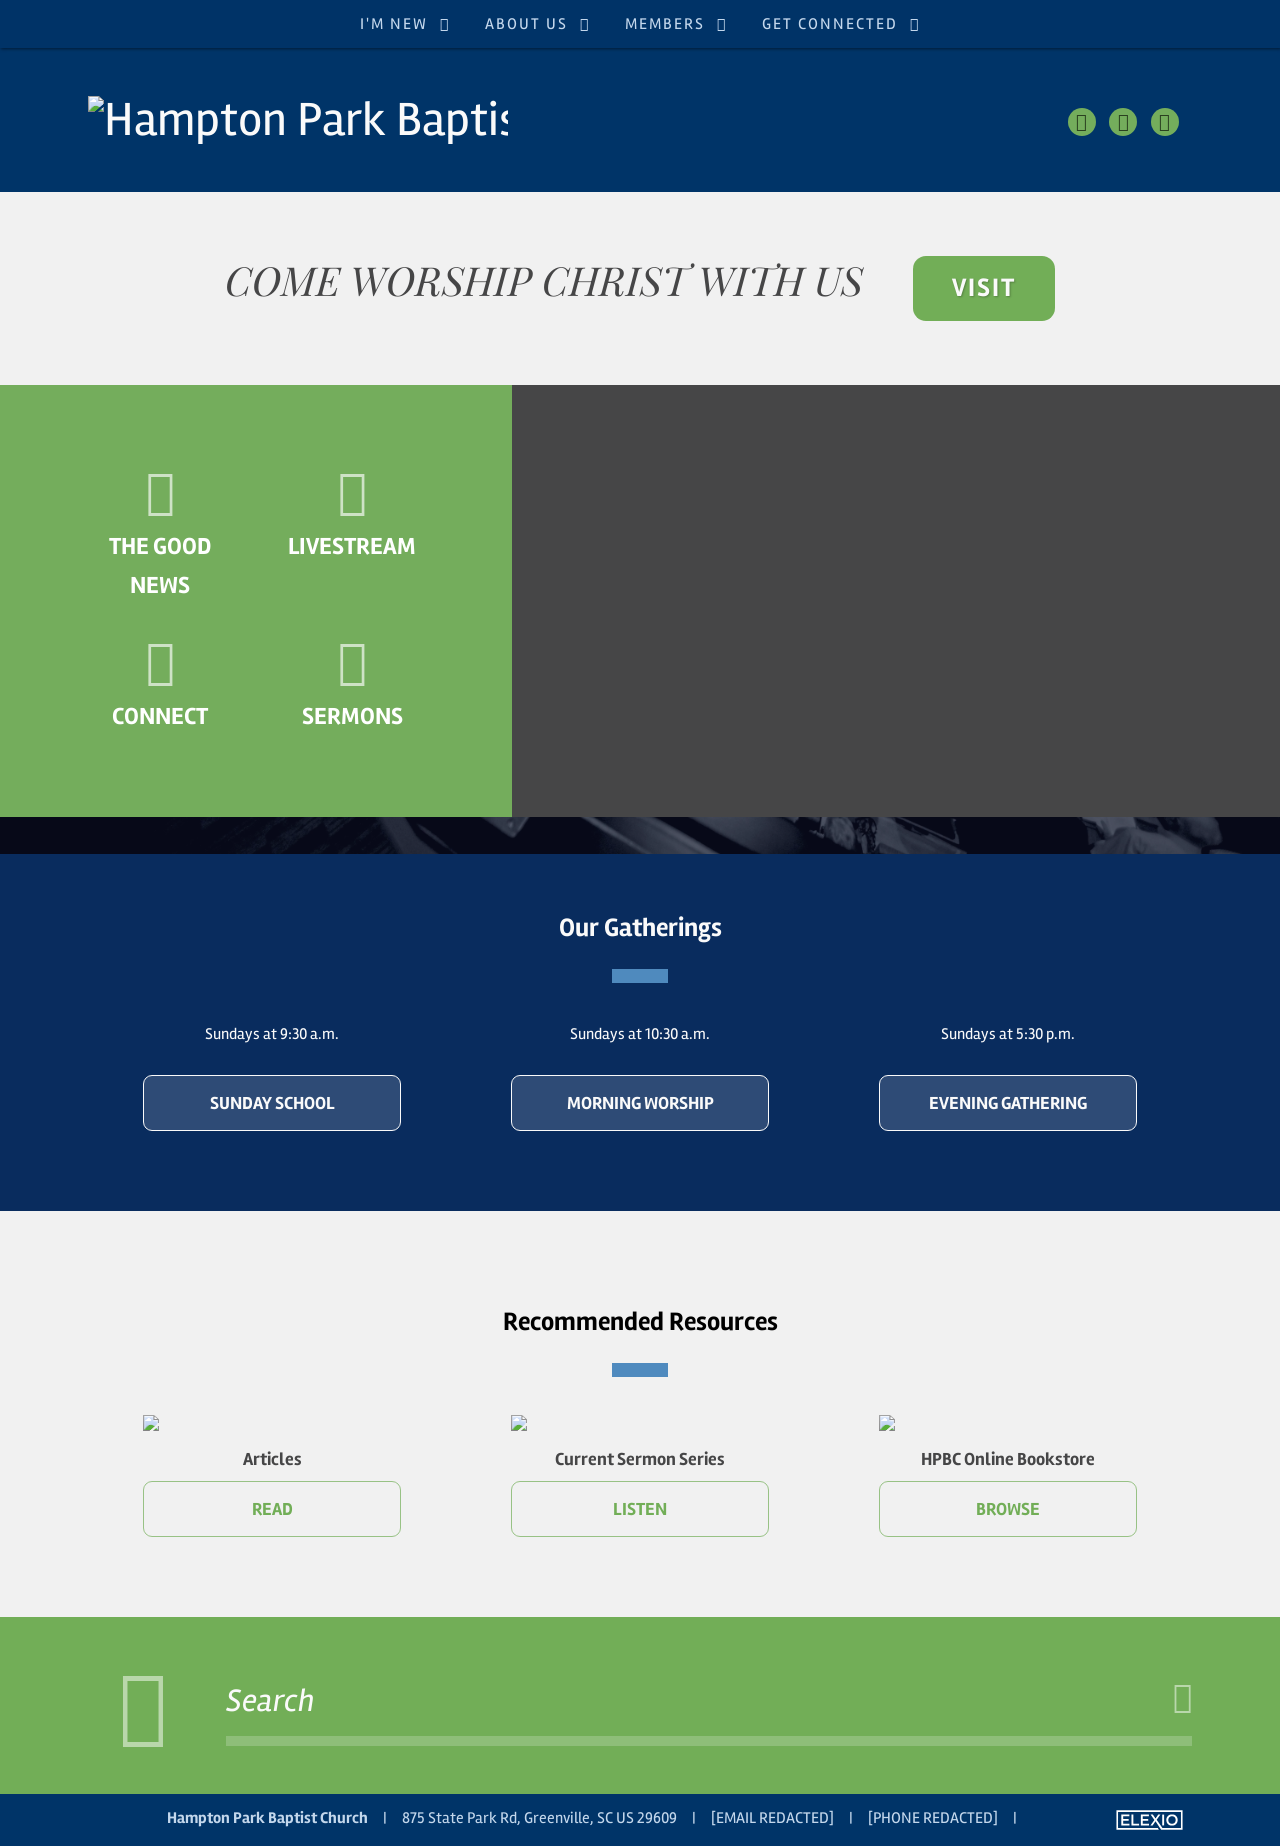 I'M NEW ABOUT US MEMBERS GET CONNECTED
Hampton Park Baptis
COME WORSHIP CHRIST WITH US VISIT
THE GOOD
NEWS
LIVESTREAM
CONNECT SERMONS
Our Gatherings
Sundays at 9:30 a.m. Sundays at 10:30 a.m. Sundays at 5:30 p.m.
SUNDAY SCHOOL MORNING WORSHIP EVENING GATHERING
Recommended Resources
Articles Current Sermon Series HPBC Online Bookstore
READ LISTEN BROWSE
Search
Hampton Park Baptist Church | 875 State Park Rd, Greenville, SC US 29609 | [EMAIL REDACTED] | [PHONE REDACTED] | ELEXIO